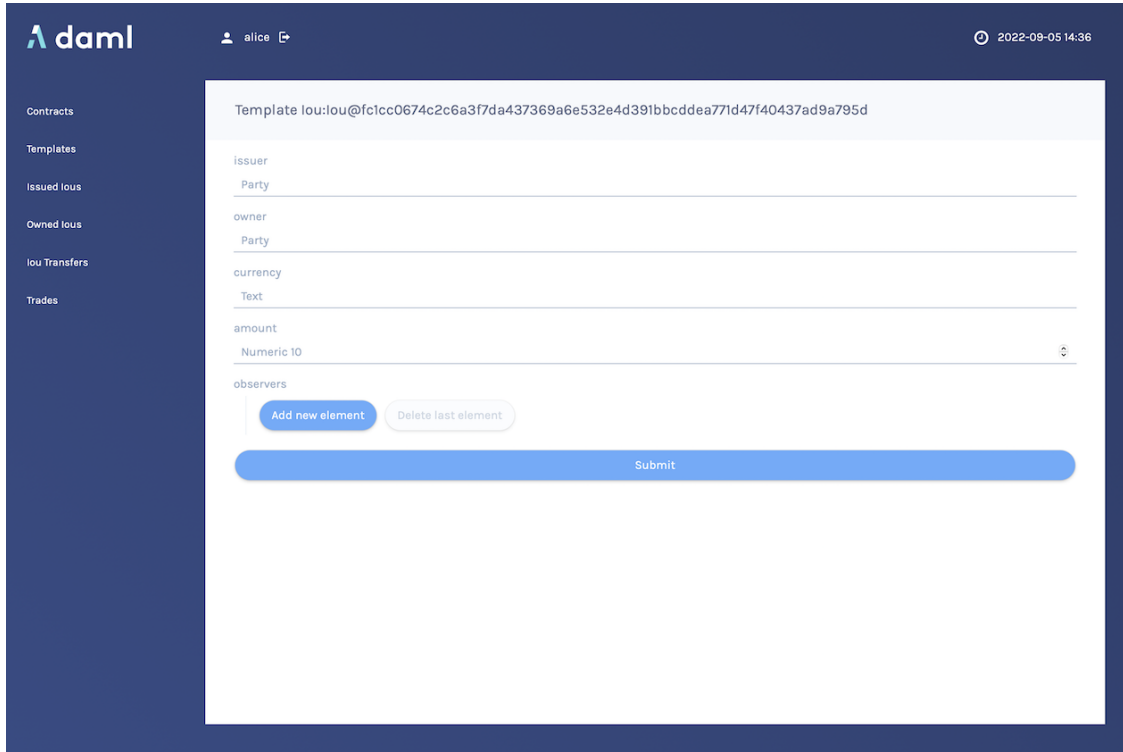 daml
alice
2022-09-05 14:36
Contracts
Templates
Issued Ious
Owned Ious
Iou Transfers
Trades
Template Iou:Iou@fc1cc0674c2c6a3f7da437369a6e532e4d391bbcddea771d47f40437ad9a795d
issuer
Party
owner
Party
currency
Text
amount
Numeric 10
observers
Add new element
Delete last element
Submit